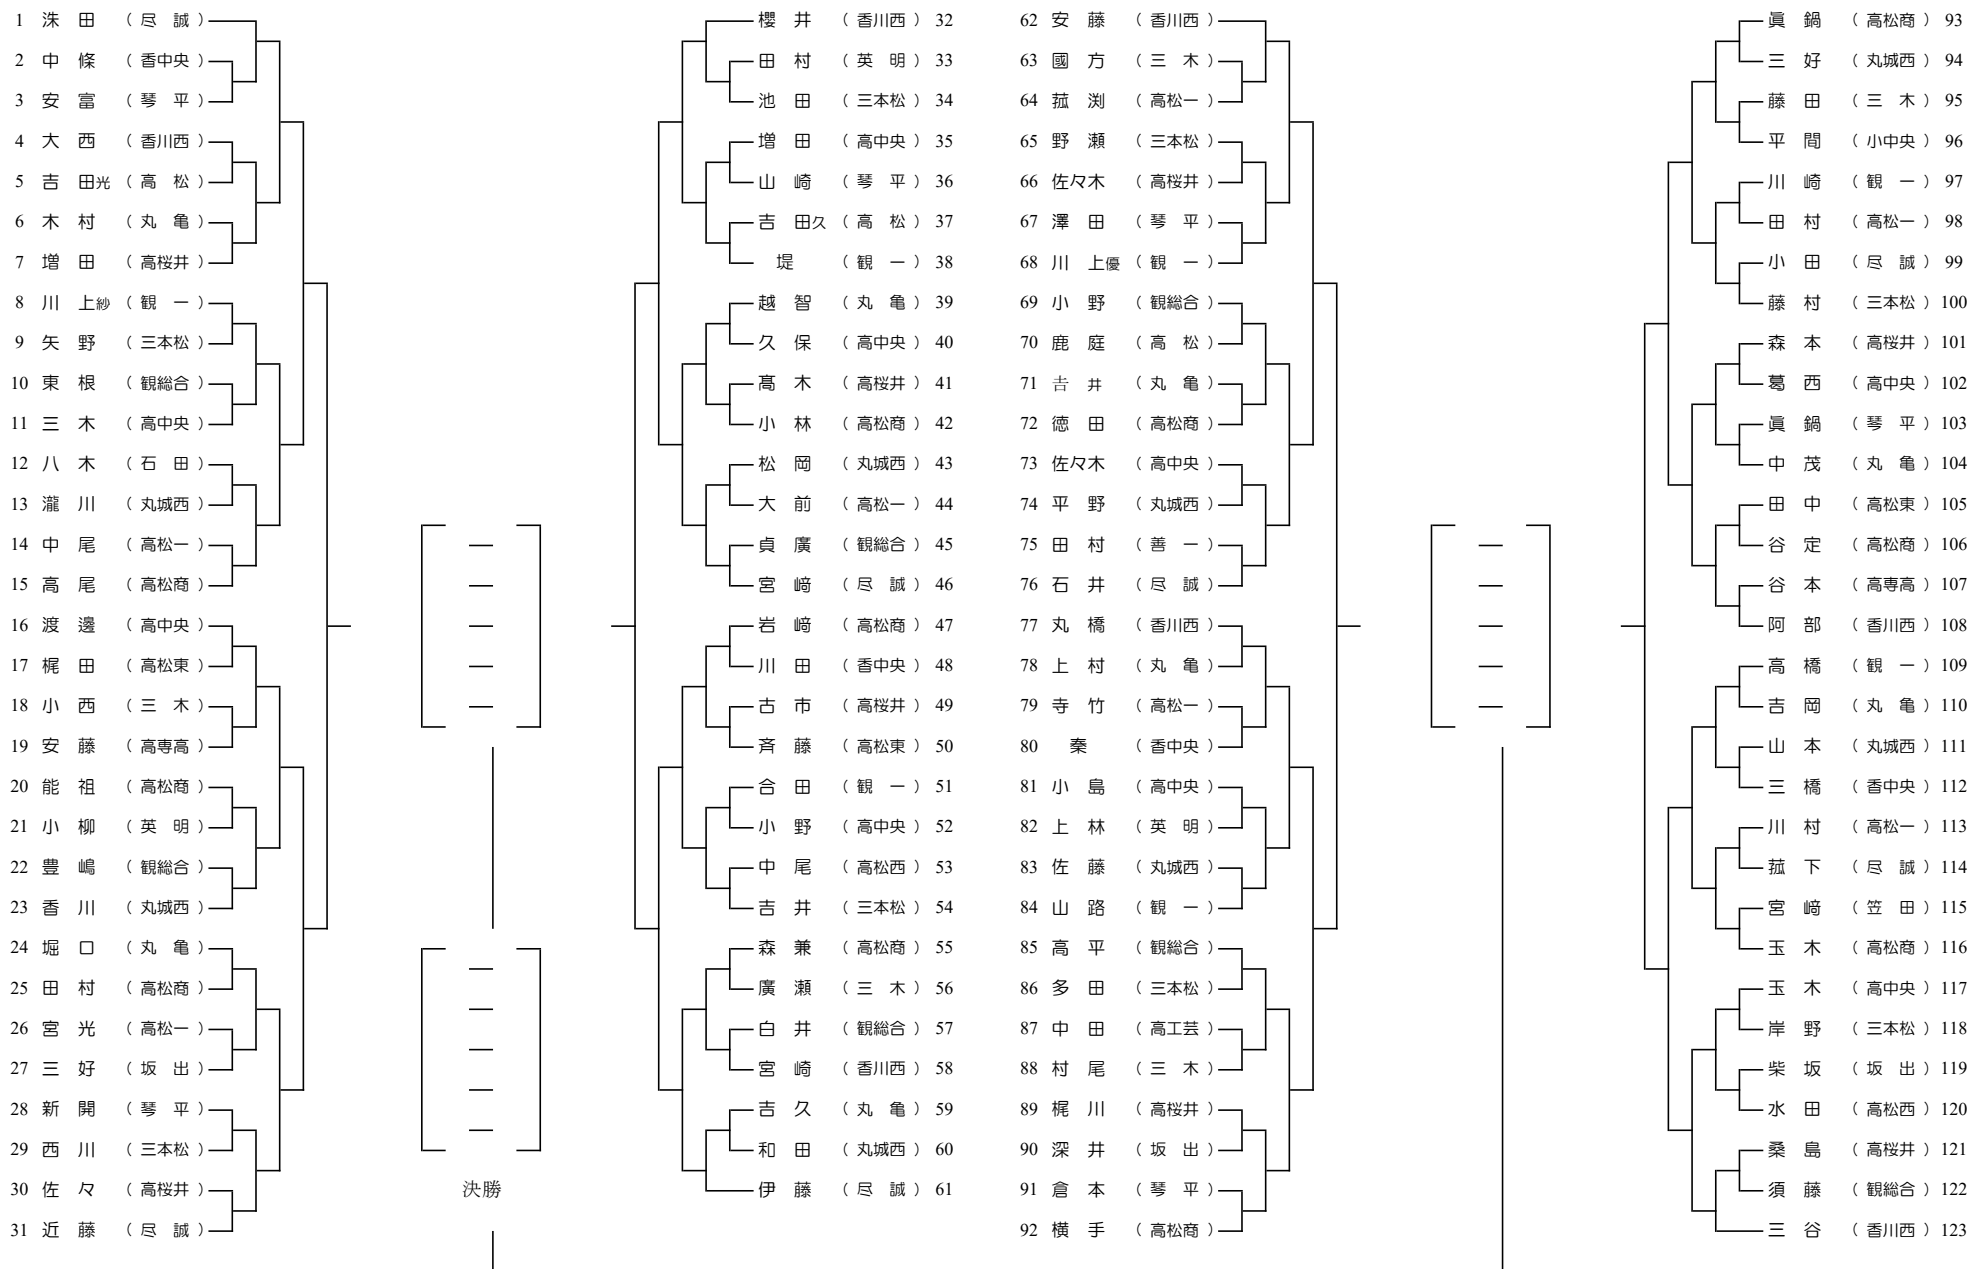 1 洙田 （尽誠）
2 中條 （香中央）
3 安富 （琴平）
4 大西 （香川西）
5 吉田光 （高松）
6 木村 （丸亀）
7 増田 （高桜井）
8 川上紗 （観一）
9 矢野 （三本松）
10 東根 （観総合）
11 三木 （高中央）
12 八木 （石田）
13 瀧川 （丸城西）
14 中尾 （高松一）
15 高尾 （高松商）
16 渡邊 （高中央）
17 梶田 （高松東）
18 小西 （三木）
19 安藤 （高専高）
20 能祖 （高松商）
21 小柳 （英明）
22 豊嶋 （観総合）
23 香川 （丸城西）
24 堀口 （丸亀）
25 田村 （高松商）
26 宮光 （高松一）
27 三好 （坂出）
28 新開 （琴平）
29 西川 （三本松）
30 佐々 （高桜井）
31 近藤 （尽誠）
決勝
櫻井 （香川西） 32
田村 （英明） 33
池田 （三本松） 34
増田 （高中央） 35
山崎 （琴平） 36
吉田久 （高松） 37
堤 （観一） 38
越智 （丸亀） 39
久保 （高中央） 40
髙木 （高桜井） 41
小林 （高松商） 42
松岡 （丸城西） 43
大前 （高松一） 44
貞廣 （観総合） 45
宮﨑 （尽誠） 46
岩﨑 （高松商） 47
川田 （香中央） 48
古市 （高桜井） 49
斉藤 （高松東） 50
合田 （観一） 51
小野 （高中央） 52
中尾 （高松西） 53
吉井 （三本松） 54
森兼 （高松商） 55
廣瀬 （三木） 56
白井 （観総合） 57
宮崎 （香川西） 58
吉久 （丸亀） 59
和田 （丸城西） 60
伊藤 （尽誠） 61
62 安藤 （香川西）
63 國方 （三木）
64 菰渕 （高松一）
65 野瀬 （三本松）
66 佐々木 （高桜井）
67 澤田 （琴平）
68 川上優 （観一）
69 小野 （観総合）
70 鹿庭 （高松）
71 𠮷井 （丸亀）
72 徳田 （高松商）
73 佐々木 （高中央）
74 平野 （丸城西）
75 田村 （善一）
76 石井 （尽誠）
77 丸橋 （香川西）
78 上村 （丸亀）
79 寺竹 （高松一）
80 秦 （香中央）
81 小島 （高中央）
82 上林 （英明）
83 佐藤 （丸城西）
84 山路 （観一）
85 高平 （観総合）
86 多田 （三本松）
87 中田 （高工芸）
88 村尾 （三木）
89 梶川 （高桜井）
90 深井 （坂出）
91 倉本 （琴平）
92 横手 （高松商）
眞鍋 （高松商） 93
三好 （丸城西） 94
藤田 （三木） 95
平間 （小中央） 96
川崎 （観一） 97
田村 （高松一） 98
小田 （尽誠） 99
藤村 （三本松） 100
森本 （高桜井） 101
葛西 （高中央） 102
眞鍋 （琴平） 103
中茂 （丸亀） 104
田中 （高松東） 105
谷定 （高松商） 106
谷本 （高専高） 107
阿部 （香川西） 108
高橋 （観一） 109
吉岡 （丸亀） 110
山本 （丸城西） 111
三橋 （香中央） 112
川村 （高松一） 113
菰下 （尽誠） 114
宮﨑 （笠田） 115
玉木 （高松商） 116
玉木 （高中央） 117
岸野 （三本松） 118
柴坂 （坂出） 119
水田 （高松西） 120
桑島 （高桜井） 121
須藤 （観総合） 122
三谷 （香川西） 123